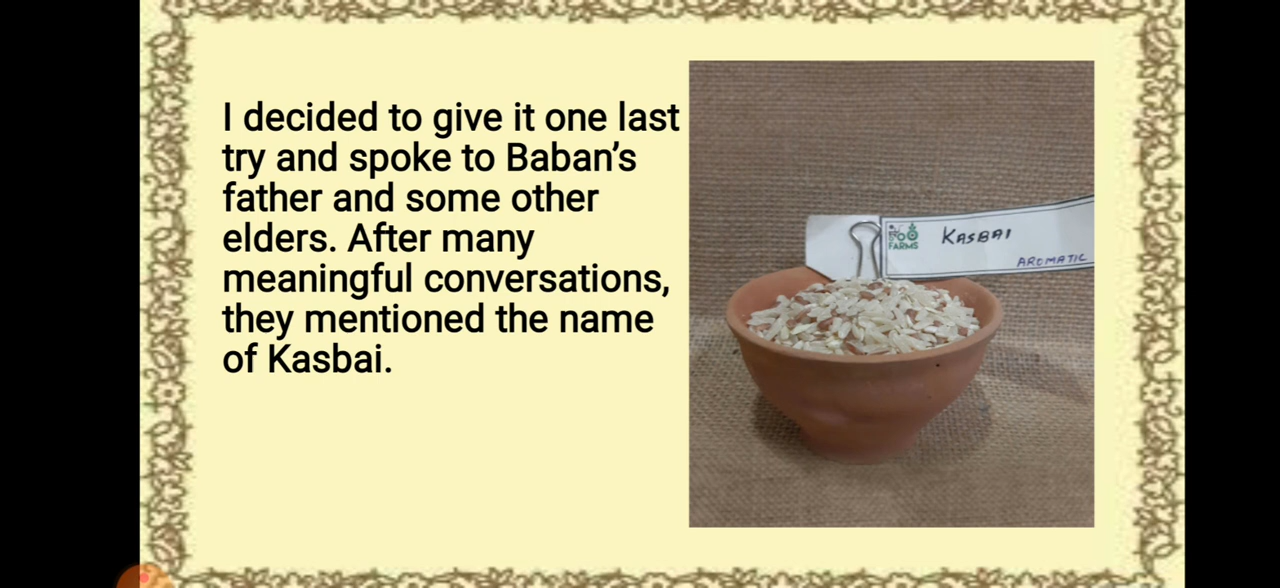 I decided to give it one last
try and spoke to Baban’s
father and some other
elders. After many
meaningful conversations,
they mentioned the name
of Kasbai.
FARMS
KASBAI
AROMATIC